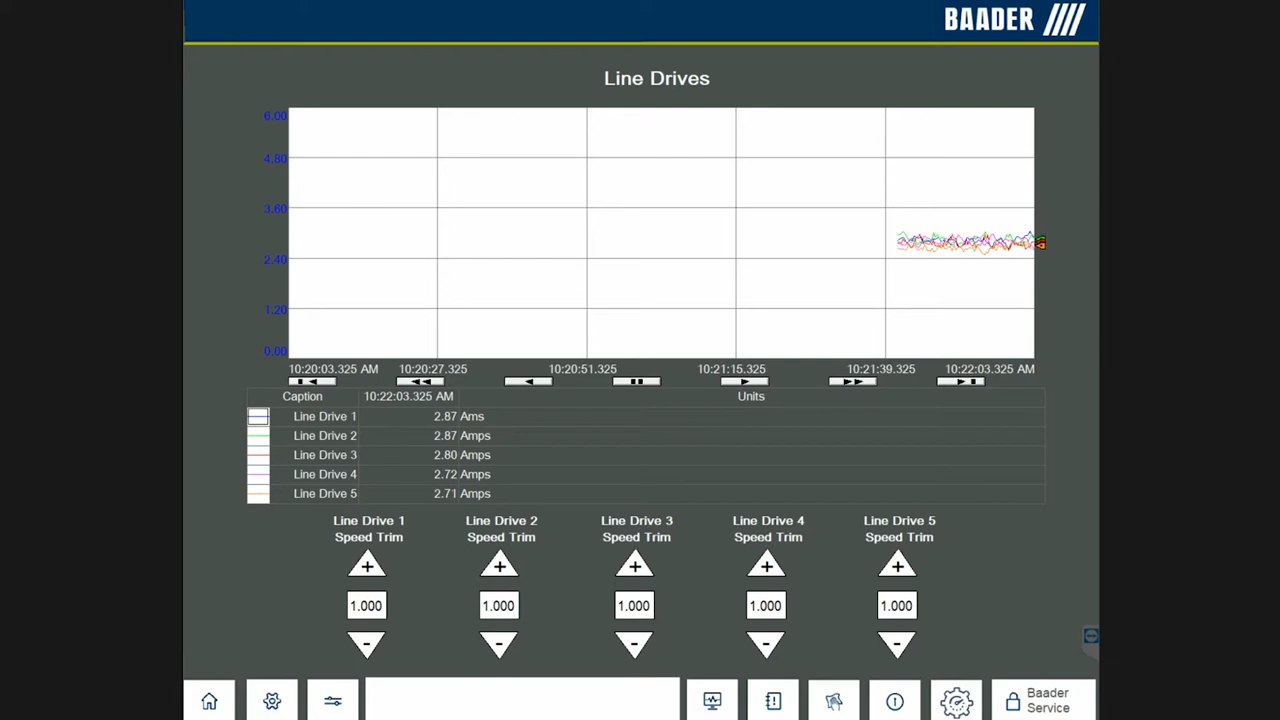 BAADER
Line Drives
6.00
4.80
3.60
2.40
1.20
0.00
10:20:03.325 AM 10:20:27.325 10:20:51.325 10:21:15.325 10:21:39.325 10:22:03.325 AM
Caption 10:22:03.325 AM Units
Line Drive 1 2.87 Ams
Line Drive 2 2.87 Amps
Line Drive 3 2.80 Amps
Line Drive 4 2.72 Amps
Line Drive 5 2.71 Amps
Line Drive 1 Line Drive 2 Line Drive 3 Line Drive 4 Line Drive 5
Speed Trim Speed Trim Speed Trim Speed Trim Speed Trim
+ + + + +
1.000 1.000 1.000 1.000 1.000
- - - - -
Baader
Service